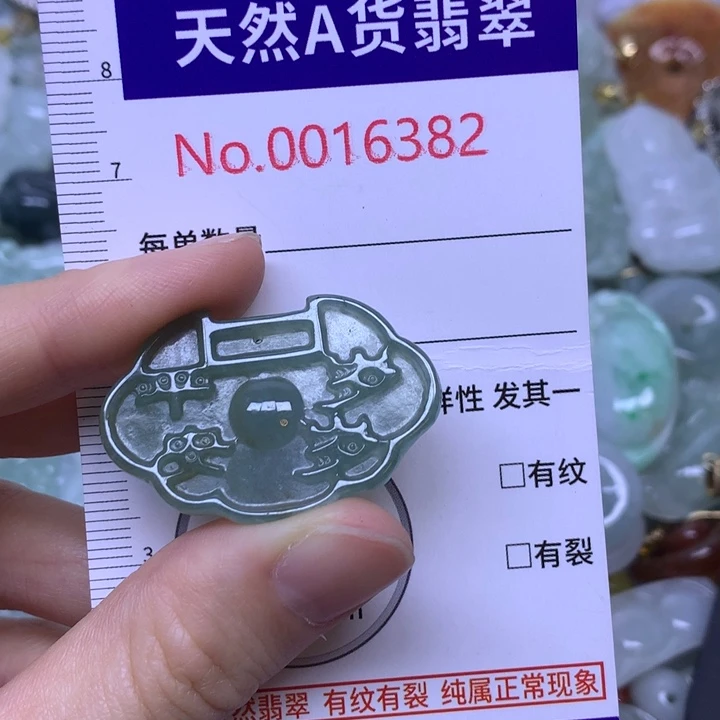 天然A货翡翠
8
No.0016382
7
每单数量
样性 发其一
□有纹
□有裂
3
然翡翠 有纹有裂 纯属正常现象